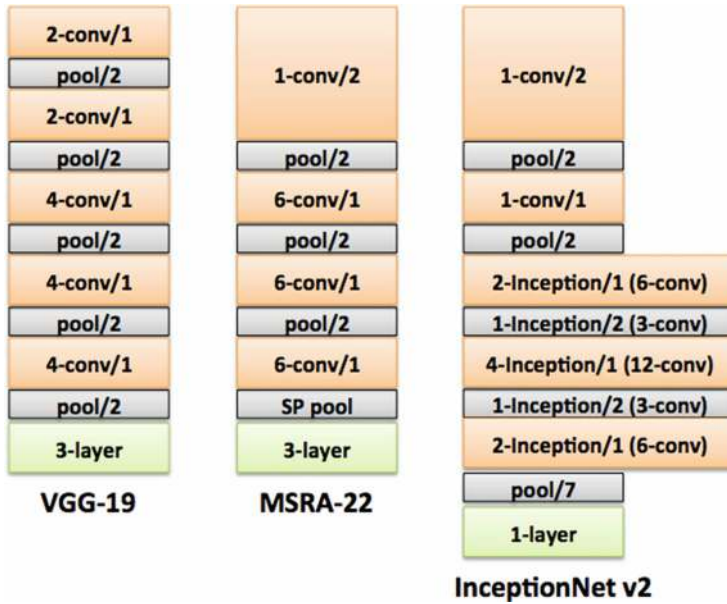 2-conv/1
pool/2
2-conv/1
pool/2
4-conv/1
pool/2
4-conv/1
pool/2
4-conv/1
pool/2
3-layer
VGG-19
1-conv/2
pool/2
6-conv/1
pool/2
6-conv/1
pool/2
6-conv/1
SP pool
3-layer
MSRA-22
1-conv/2
pool/2
1-conv/1
pool/2
2-Inception/1 (6-conv)
1-Inception/2 (3-conv)
4-Inception/1 (12-conv)
1-Inception/2 (3-conv)
2-Inception/1 (6-conv)
pool/7
1-layer
InceptionNet v2